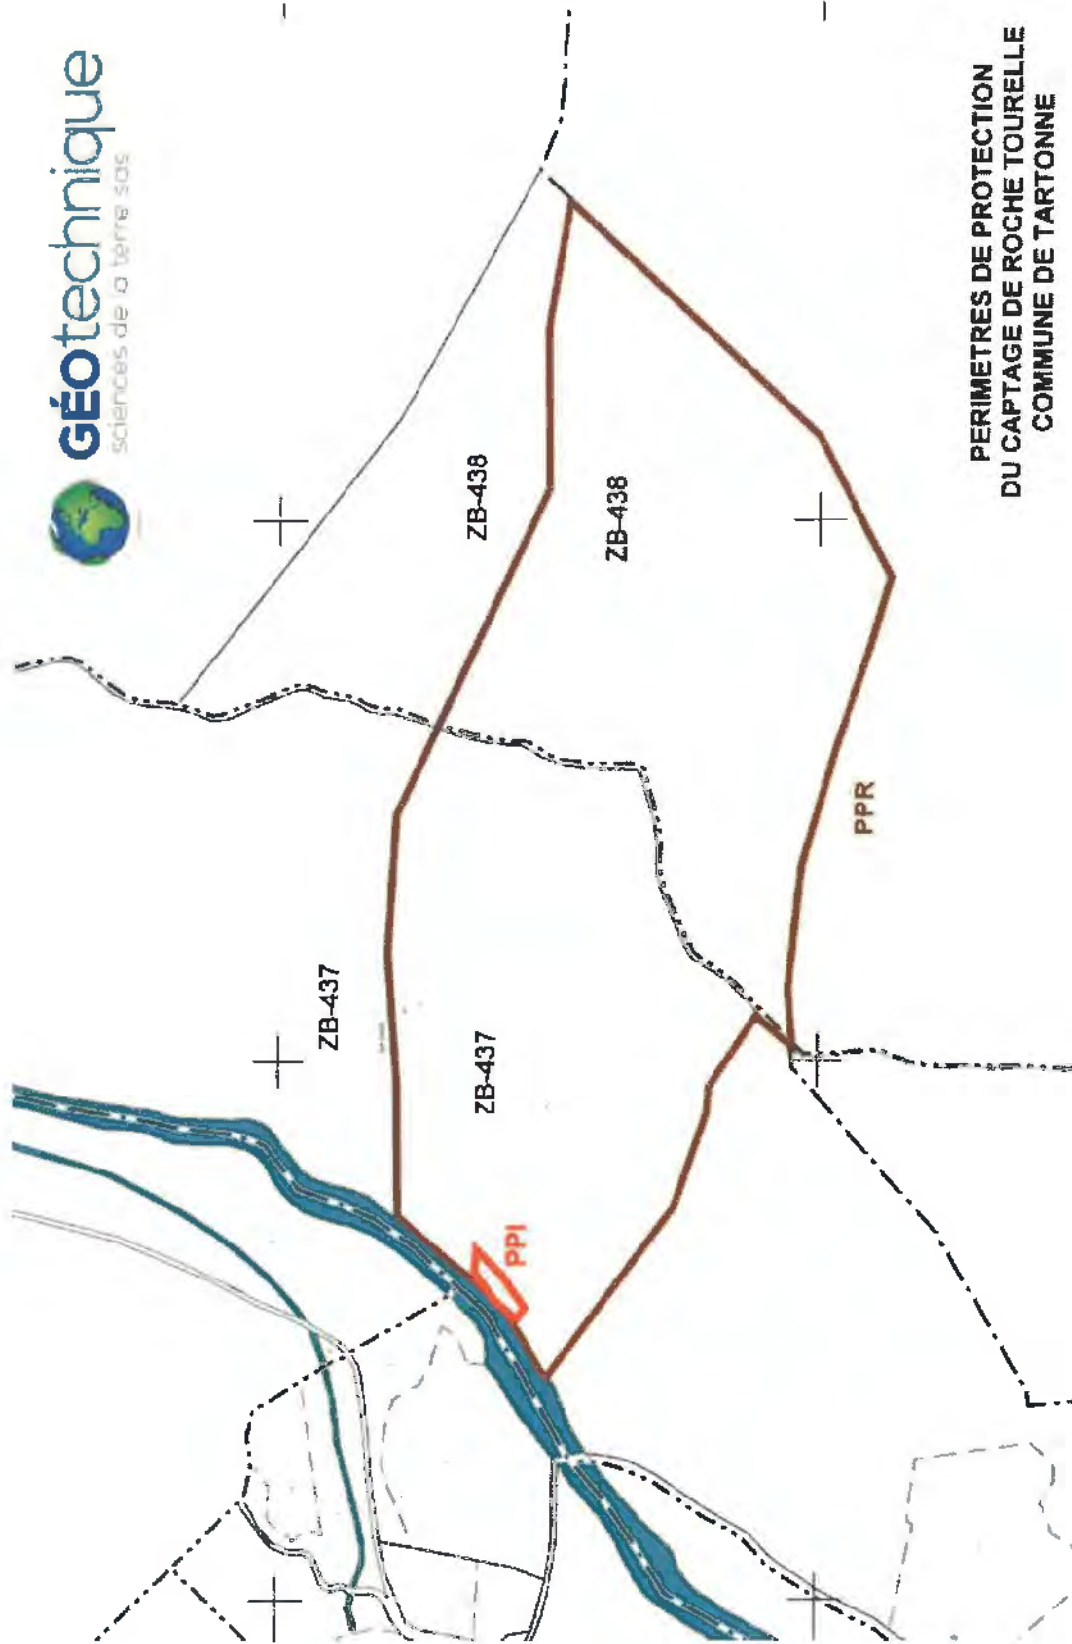 GÉOtechnique
sciences de la terre sas
ZB-438
ZB-438
ZB-437
ZB-437
PPI
PPR
PERIMETRES DE PROTECTION
DU CAPTAGE DE ROCHE TOURELLE
COMMUNE DE TARTONNE